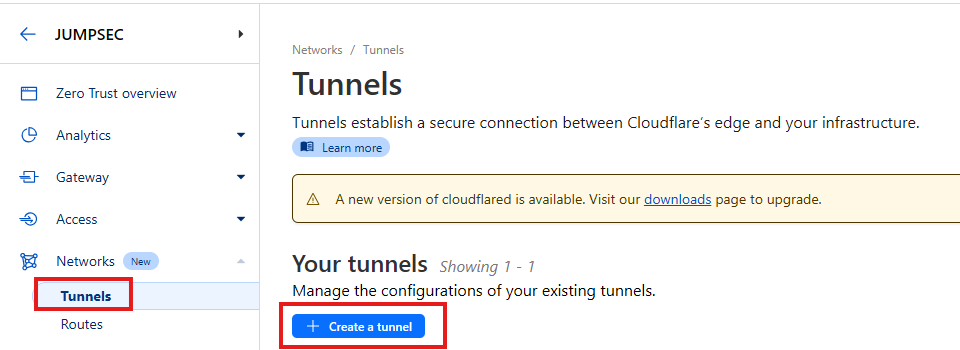 JUMPSEC
Zero Trust overview
Analytics
Gateway
Access
Networks New
Tunnels
Routes
Networks / Tunnels
Tunnels
Tunnels establish a secure connection between Cloudflare’s edge and your infrastructure.
Learn more
A new version of cloudflared is available. Visit our downloads page to upgrade.
Your tunnels Showing 1 - 1
Manage the configurations of your existing tunnels.
+ Create a tunnel